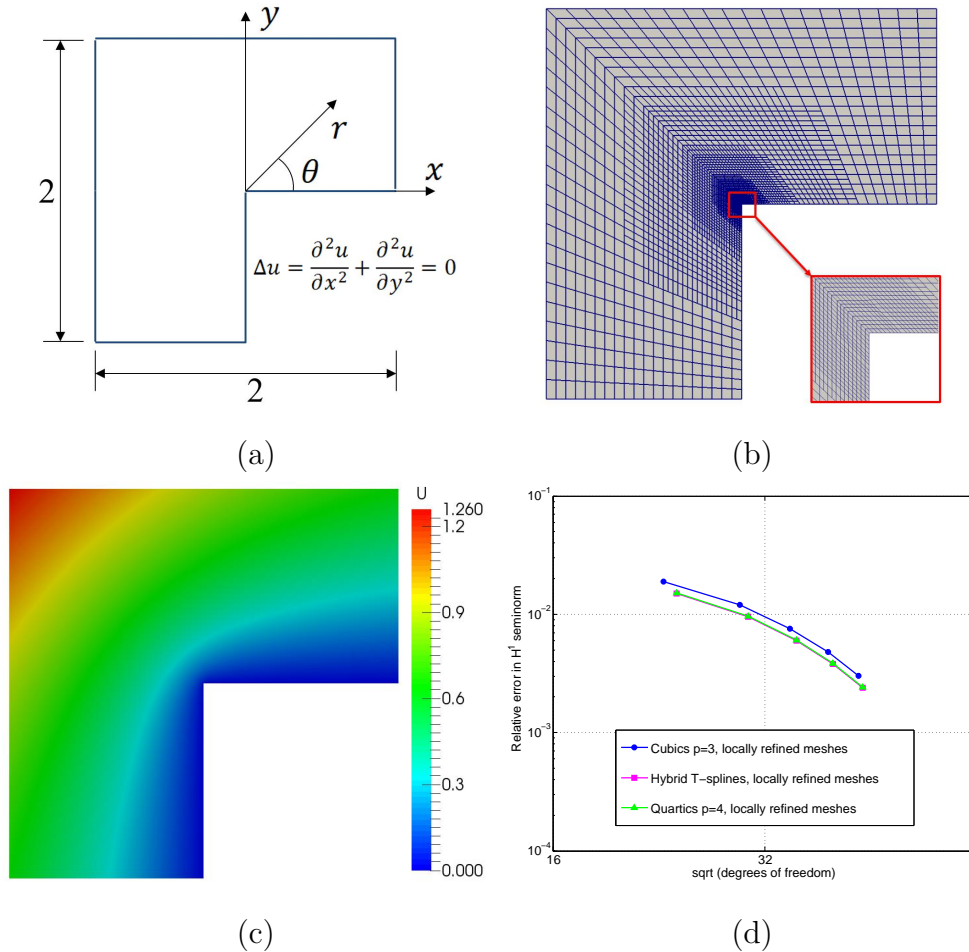 y
r
θ
x
2
2
Δu = ∂²u/∂x² + ∂²u/∂y² = 0
(a)
(b)
U
1.260
1.2
0.9
0.6
0.3
0.000
(c)
10⁻¹
10⁻²
10⁻³
10⁻⁴
Relative error in H¹ seminorm
Cubics p=3, locally refined meshes
Hybrid T−splines, locally refined meshes
Quartics p=4, locally refined meshes
16
32
sqrt (degrees of freedom)
(d)